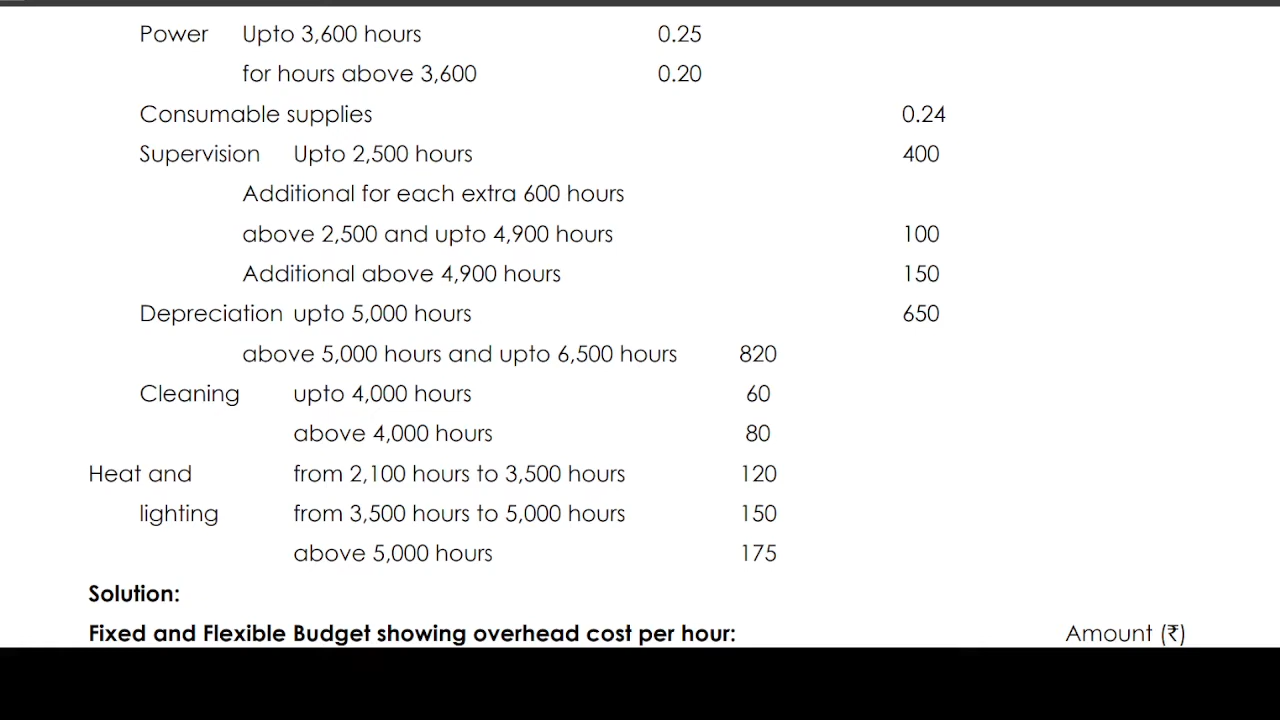 Power Upto 3,600 hours 0.25
for hours above 3,600 0.20
Consumable supplies 0.24
Supervision Upto 2,500 hours 400
Additional for each extra 600 hours
above 2,500 and upto 4,900 hours 100
Additional above 4,900 hours 150
Depreciation upto 5,000 hours 650
above 5,000 hours and upto 6,500 hours 820
Cleaning upto 4,000 hours 60
above 4,000 hours 80
Heat and from 2,100 hours to 3,500 hours 120
lighting from 3,500 hours to 5,000 hours 150
above 5,000 hours 175
Solution:
Fixed and Flexible Budget showing overhead cost per hour: Amount (₹)